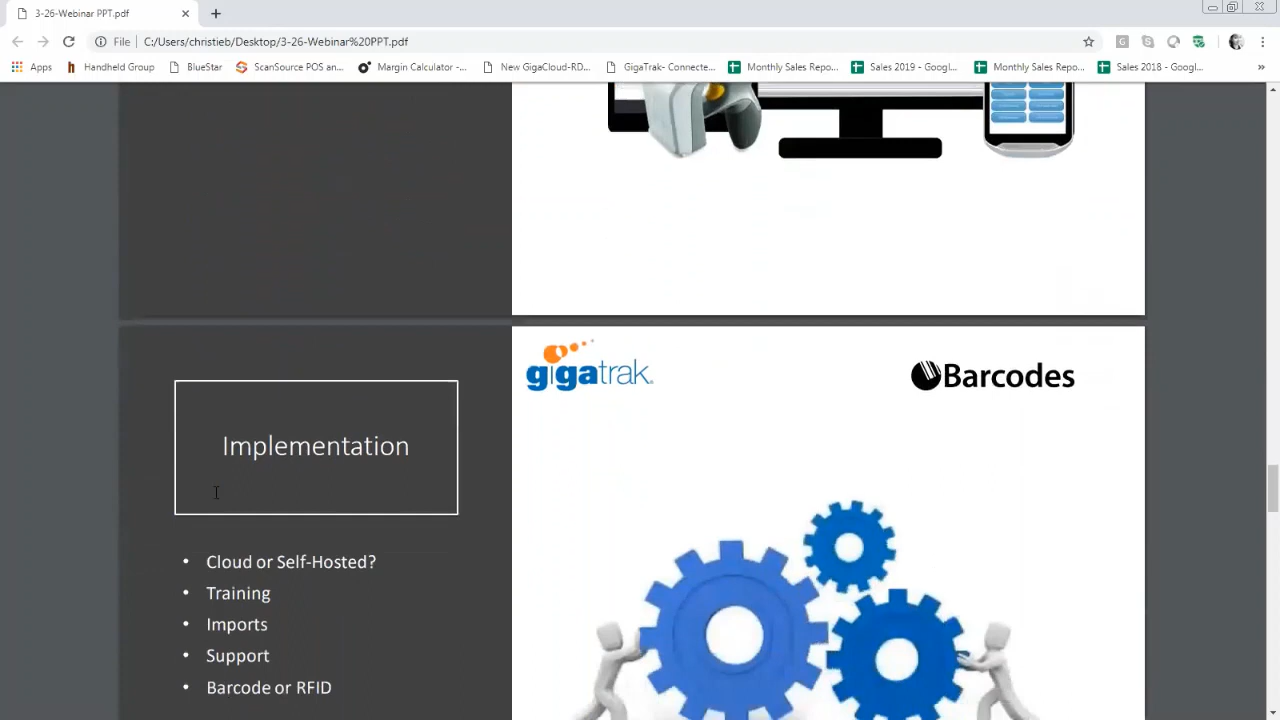 3-26-Webinar PPT.pdf
File C:/Users/christieb/Desktop/3-26-Webinar%20PPT.pdf
Apps Handheld Group BlueStar ScanSource POS an... Margin Calculator -... New GigaCloud-RD... GigaTrak- Connecte... Monthly Sales Repo... Sales 2019 - Googl... Monthly Sales Repo... Sales 2018 - Googl... »
gigatrak
Barcodes
Implementation
• Cloud or Self-Hosted?
• Training
• Imports
• Support
• Barcode or RFID